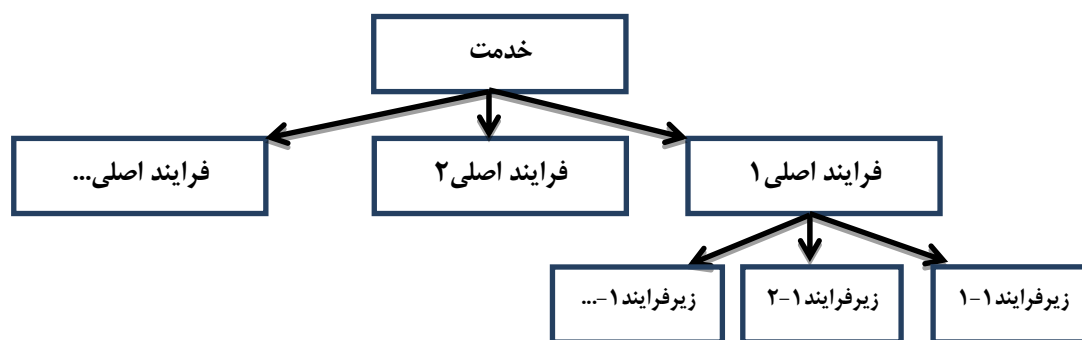 خدمت
فرایند اصلی۱
فرایند اصلی۲
فرایند اصلی...
زیرفرایند۱-۱
زیرفرایند۱-۲
زیرفرایند۱-...